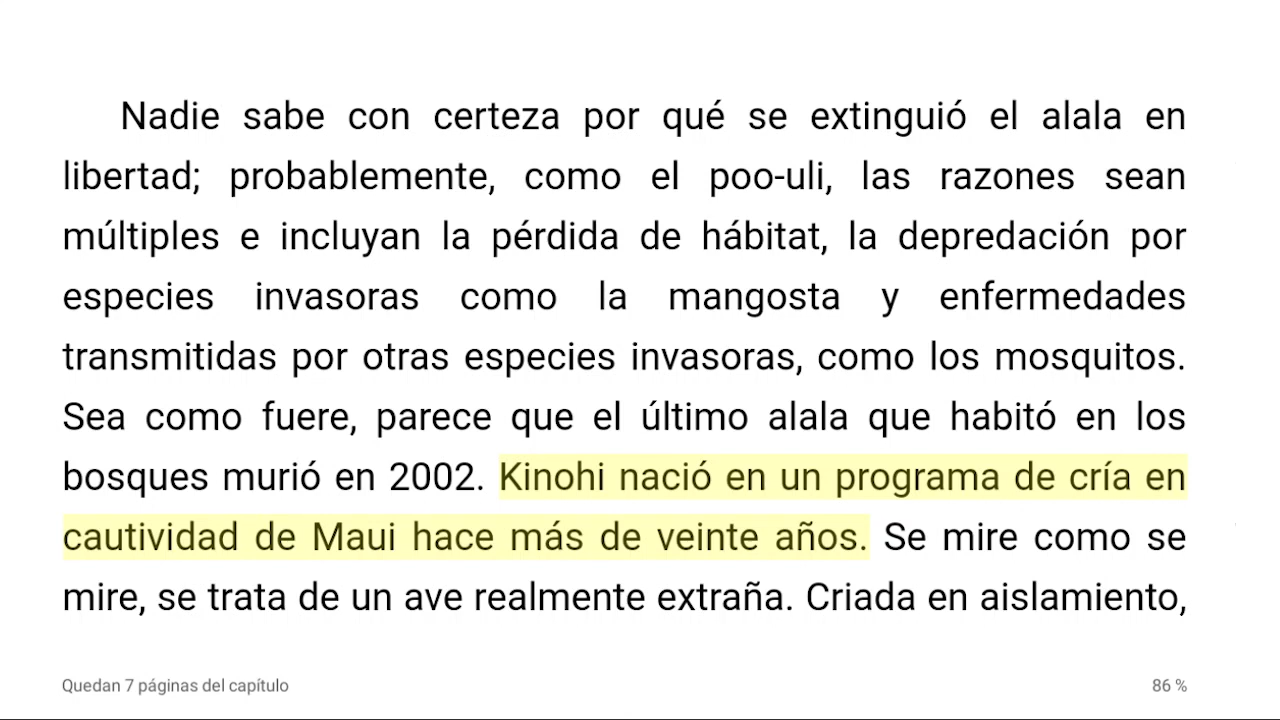 Nadie sabe con certeza por qué se extinguió el alala en
libertad; probablemente, como el poo-uli, las razones sean
múltiples e incluyan la pérdida de hábitat, la depredación por
especies invasoras como la mangosta y enfermedades
transmitidas por otras especies invasoras, como los mosquitos.
Sea como fuere, parece que el último alala que habitó en los
bosques murió en 2002. Kinohi nació en un programa de cría en
cautividad de Maui hace más de veinte años. Se mire como se
mire, se trata de un ave realmente extraña. Criada en aislamiento,
Quedan 7 páginas del capítulo
86 %